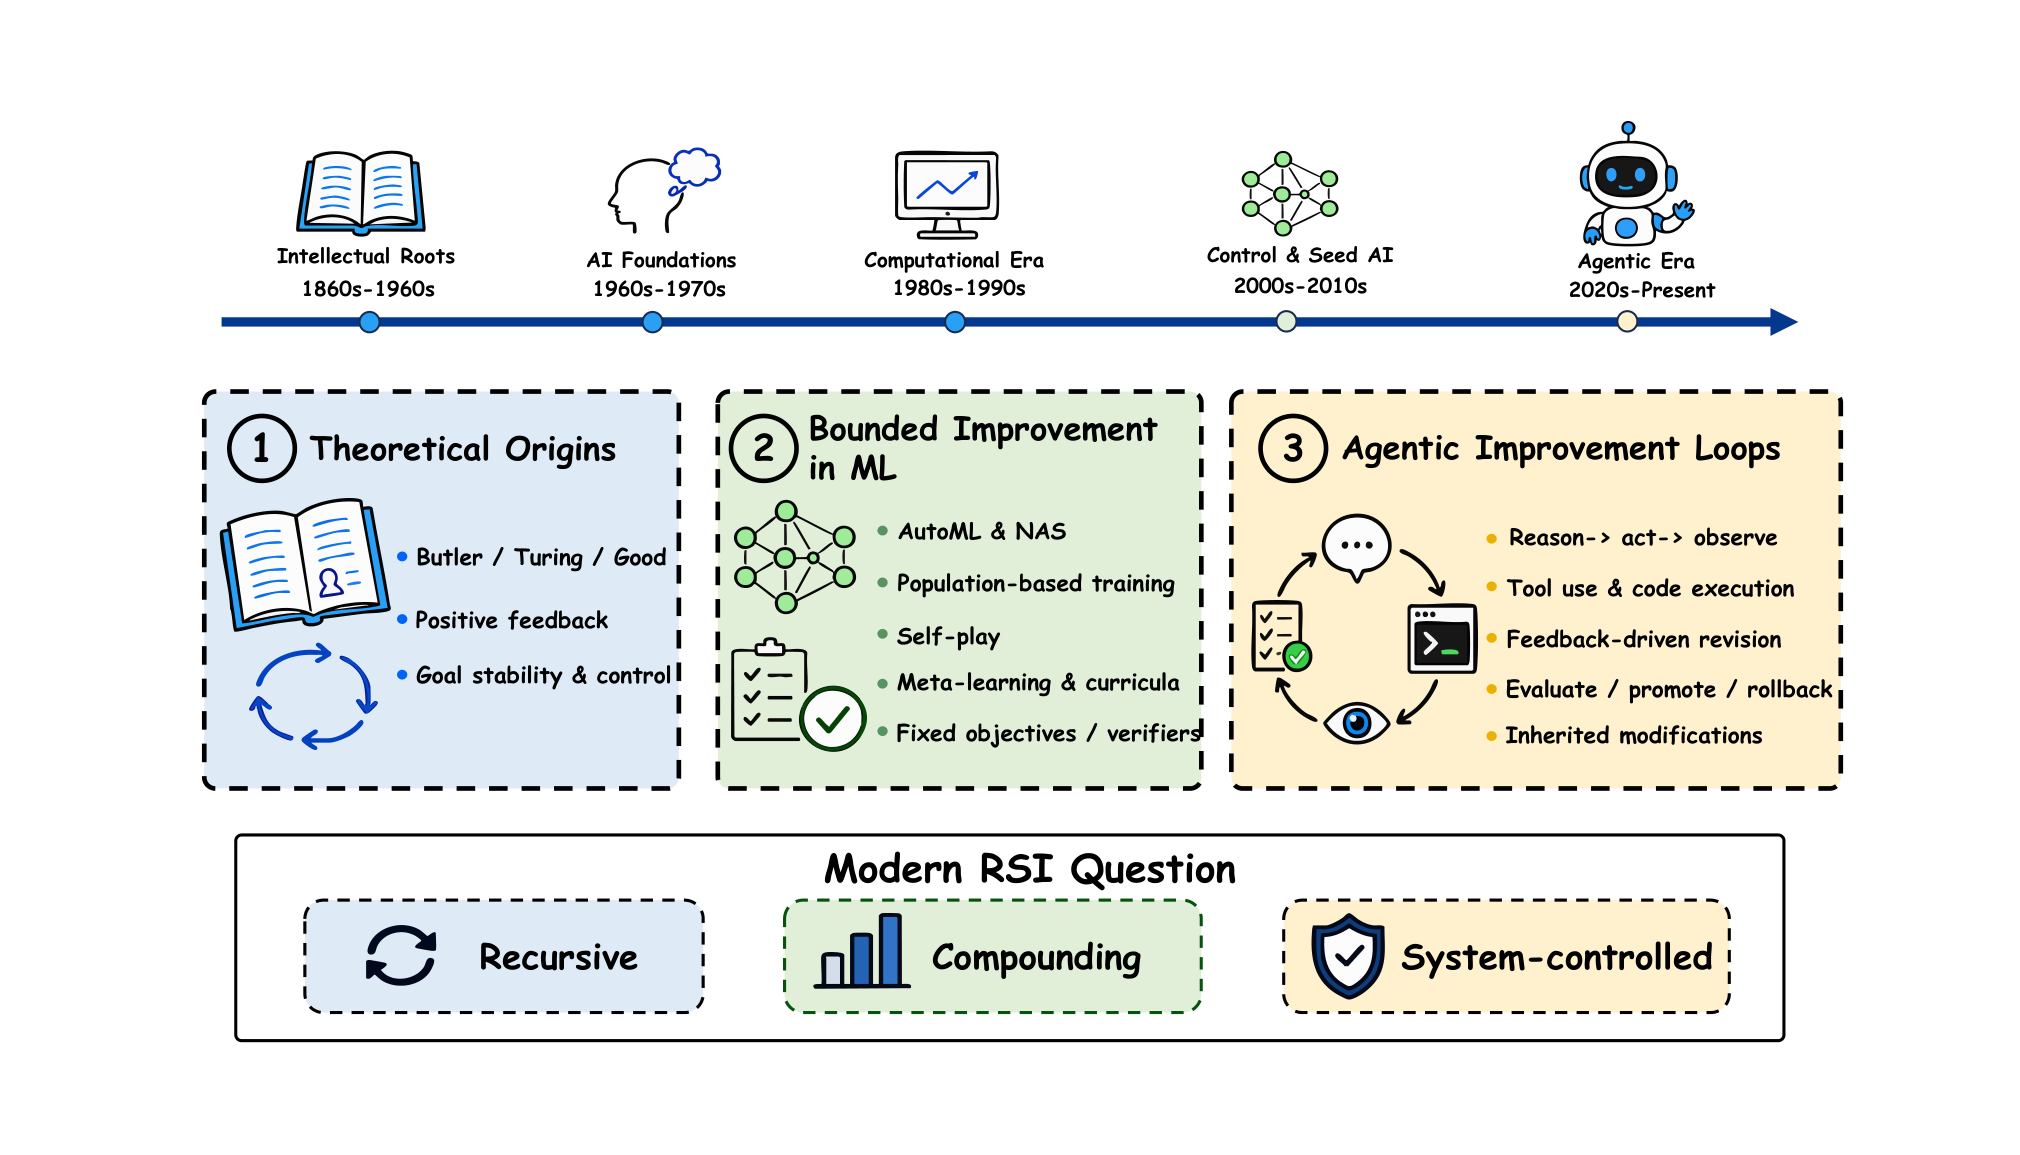 Intellectual Roots
1860s-1960s
AI Foundations
1960s-1970s
Computational Era
1980s-1990s
Control & Seed AI
2000s-2010s
Agentic Era
2020s-Present
1
Theoretical Origins
Butler / Turing / Good
Positive feedback
Goal stability & control
2
Bounded Improvement
in ML
AutoML & NAS
Population-based training
Self-play
Meta-learning & curricula
Fixed objectives / verifiers
3
Agentic Improvement Loops
Reason-> act-> observe
Tool use & code execution
Feedback-driven revision
Evaluate / promote / rollback
Inherited modifications
Modern RSI Question
Recursive
Compounding
System-controlled